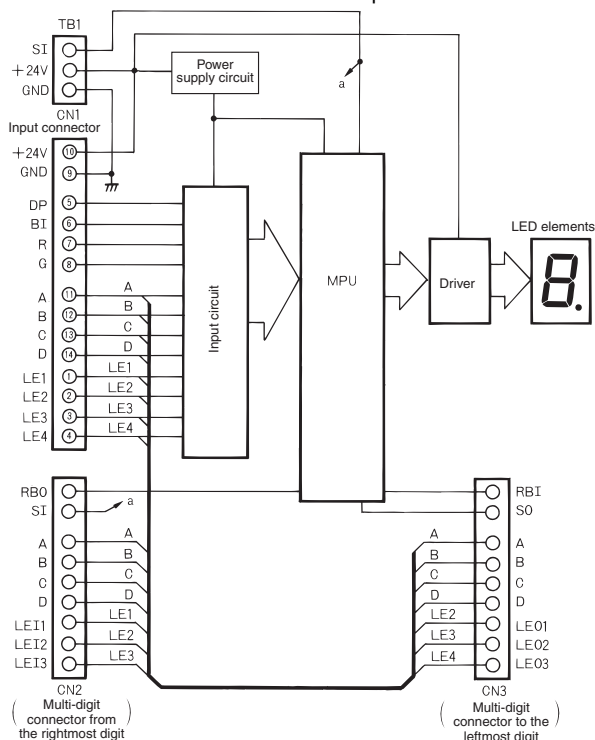 TB1
SI
+24V
GND
Power
supply circuit
a
CN1
Input connector
+24V
GND
DP
BI
R
G
A
B
C
D
LE1
LE2
LE3
LE4
10
9
5
6
7
8
11
12
13
14
1
2
3
4
A
B
C
D
LE1
LE2
LE3
LE4
Input circuit
MPU
Driver
LED elements
8.
RBO
SI
a
A
B
C
D
LEI1
LEI2
LEI3
A
B
C
D
LE1
LE2
LE3
CN2
( Multi-digit
connector from
the rightmost digit )
A
B
C
D
LE2
LE3
LE4
RBI
SO
A
B
C
D
LEO1
LEO2
LEO3
CN3
( Multi-digit
connector to the
leftmost digit )